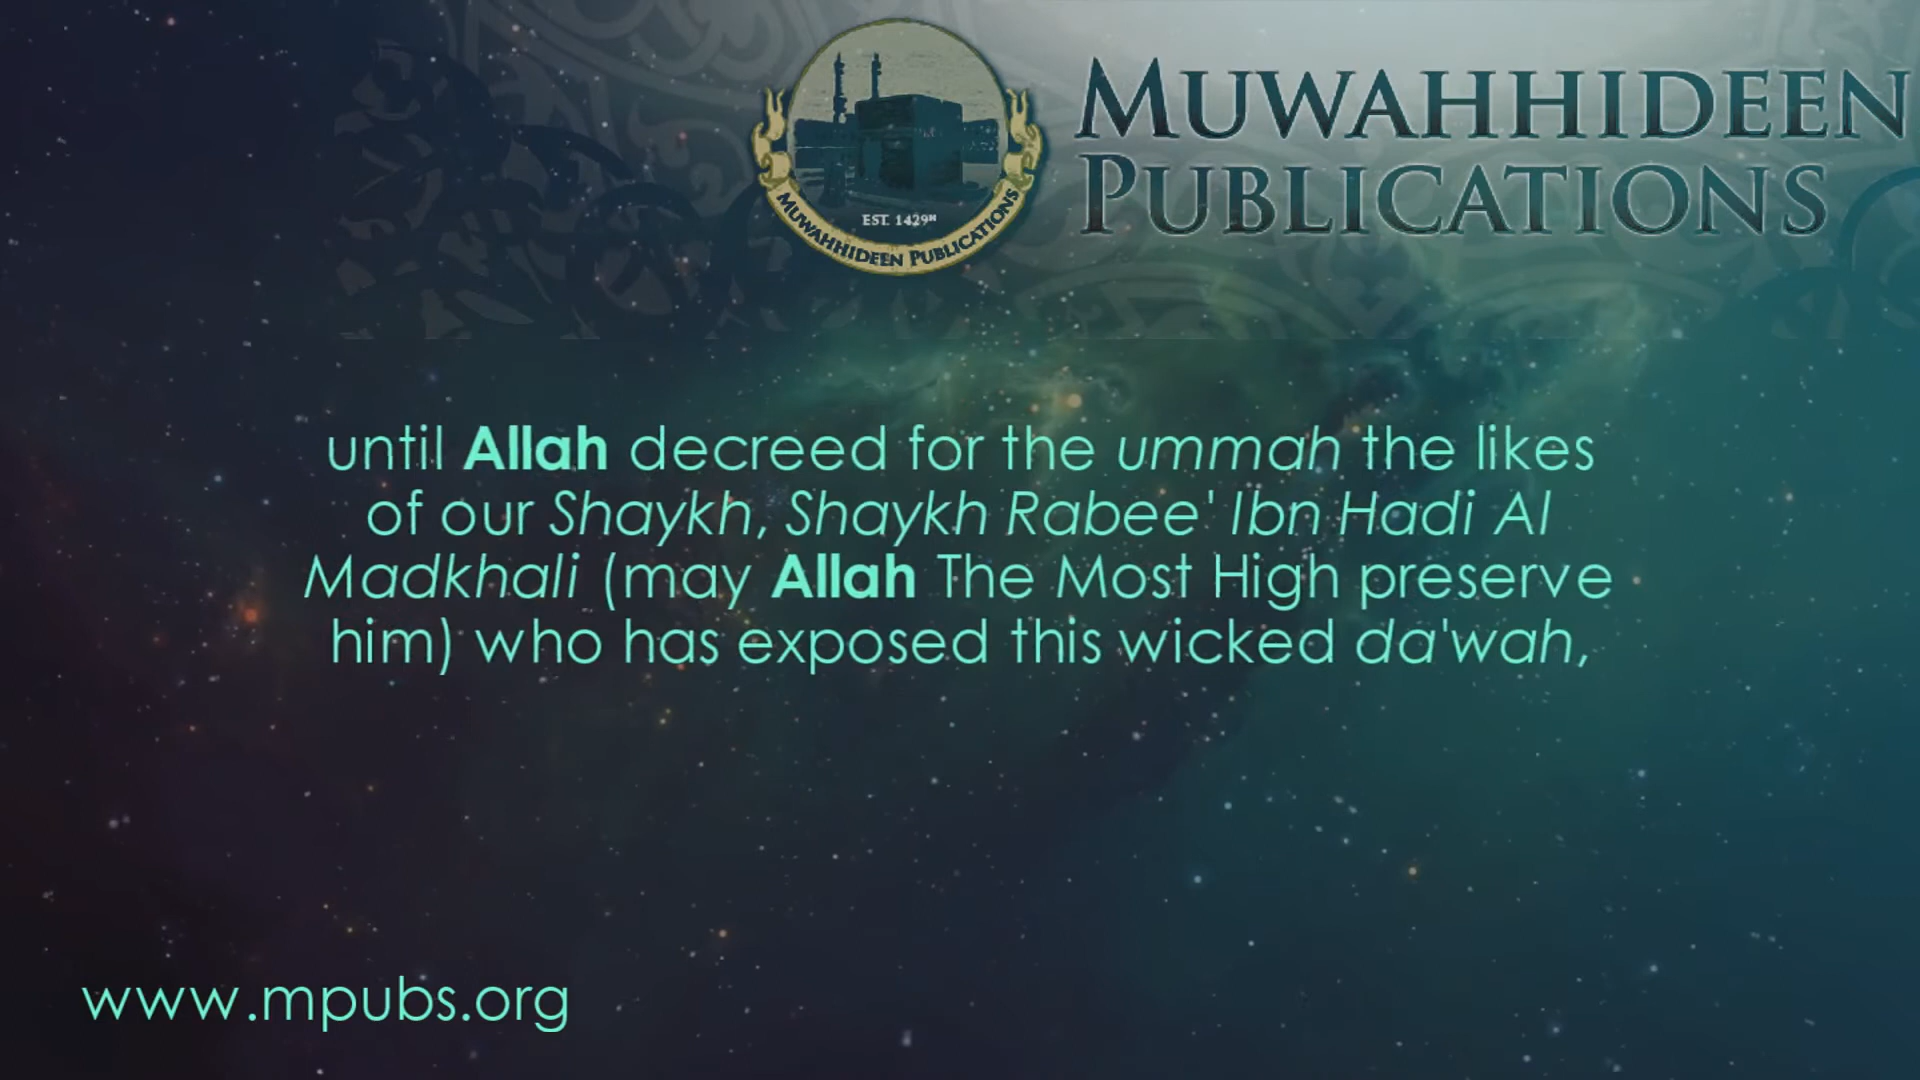 MUWAHHIDEEN
PUBLICATIONS
EST. 1429H
MUWAHHIDEEN PUBLICATIONS
until Allah decreed for the ummah the likes
of our Shaykh, Shaykh Rabee' Ibn Hadi Al
Madkhali (may Allah The Most High preserve
him) who has exposed this wicked da'wah,
www.mpubs.org